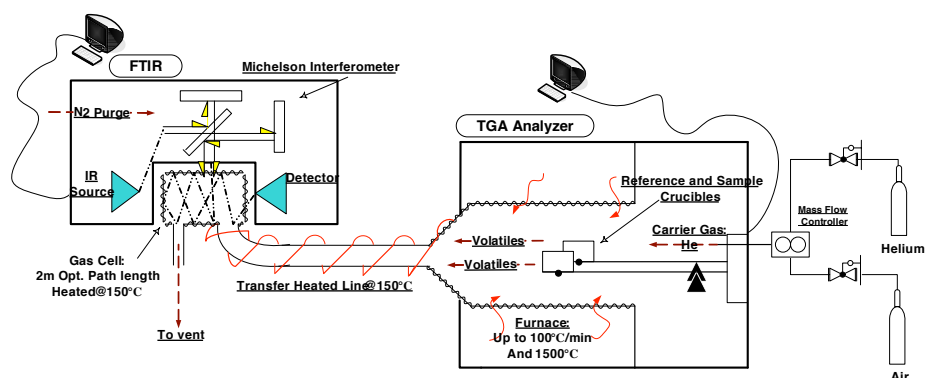 FTIR
Michelson Interferometer
N2 Purge
IR
Source
Detector
Gas Cell:
2m Opt. Path length
Heated@150°C
To vent
Transfer Heated Line@150°C
TGA Analyzer
Reference and Sample
Crucibles
Volatiles
Volatiles
Carrier Gas:
He
Furnace:
Up to 100°C/min
And 1500°C
Mass Flow
Controller
Helium
Air